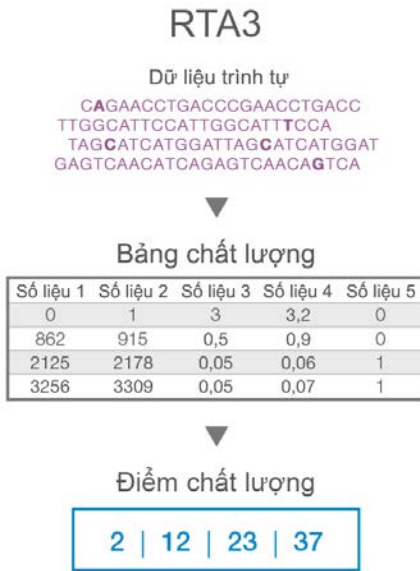 RTA3
Dữ liệu trình tự
CAGAACCTGACCCGAACCTGACC
TTGGCATTCCATTGGCATTTCCA
TAGCATCATGGATTAGCATCATGGAT
GAGTCAACATCAGAGTCAACAGTCA
Bảng chất lượng
Số liệu 1 Số liệu 2 Số liệu 3 Số liệu 4 Số liệu 5
0 1 3 3,2 0
862 915 0,5 0,9 0
2125 2178 0,05 0,06 1
3256 3309 0,05 0,07 1
Điểm chất lượng
2 | 12 | 23 | 37